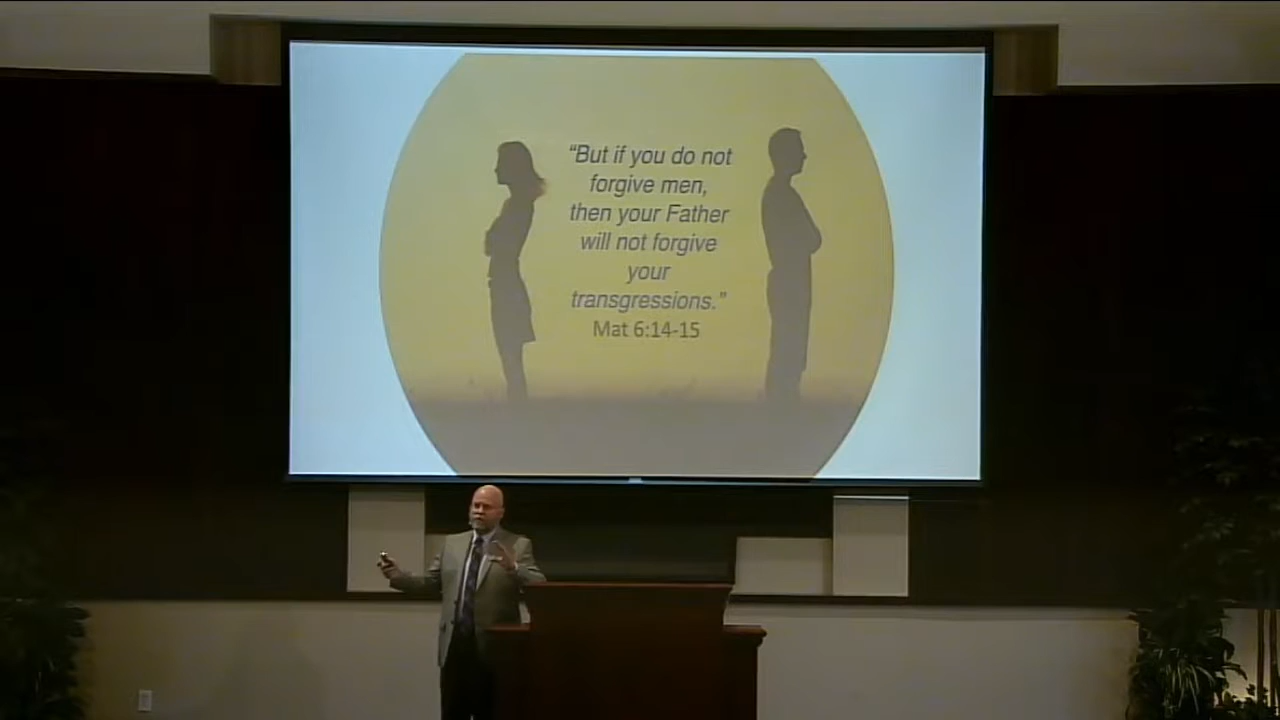 “But if you do not
forgive men,
then your Father
will not forgive
your
transgressions.”
Mat 6:14-15